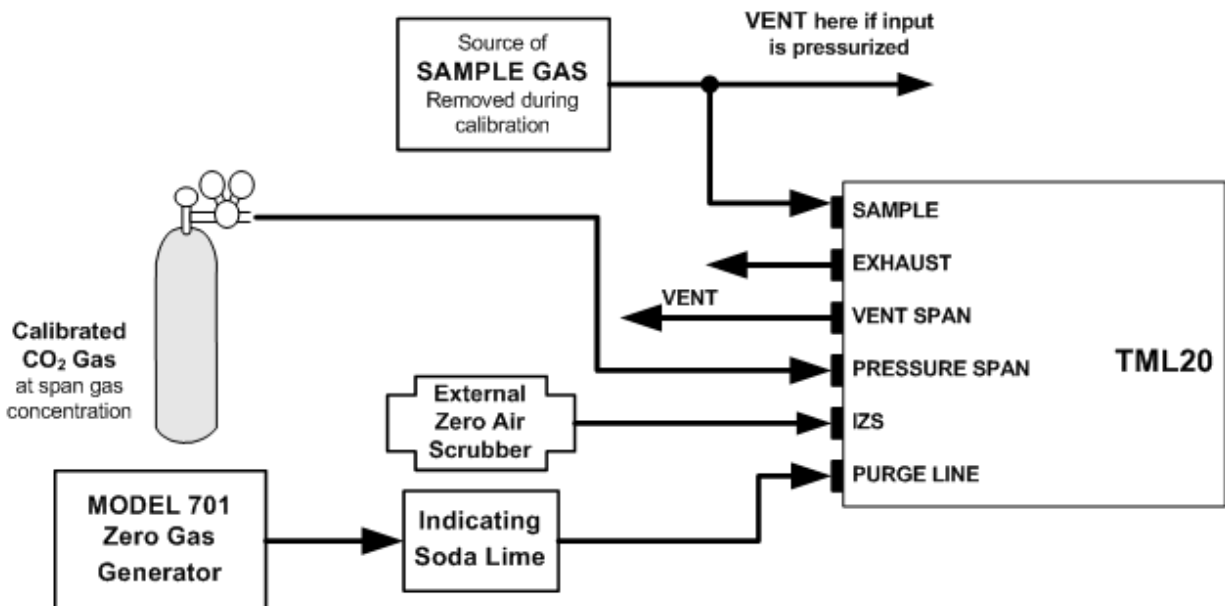 Source of
SAMPLE GAS
Removed during
calibration
VENT here if input
is pressurized
Calibrated
CO₂ Gas
at span gas
concentration
MODEL 701
Zero Gas
Generator
External
Zero Air
Scrubber
Indicating
Soda Lime
VENT
SAMPLE
EXHAUST
VENT SPAN
PRESSURE SPAN
IZS
PURGE LINE
TML20